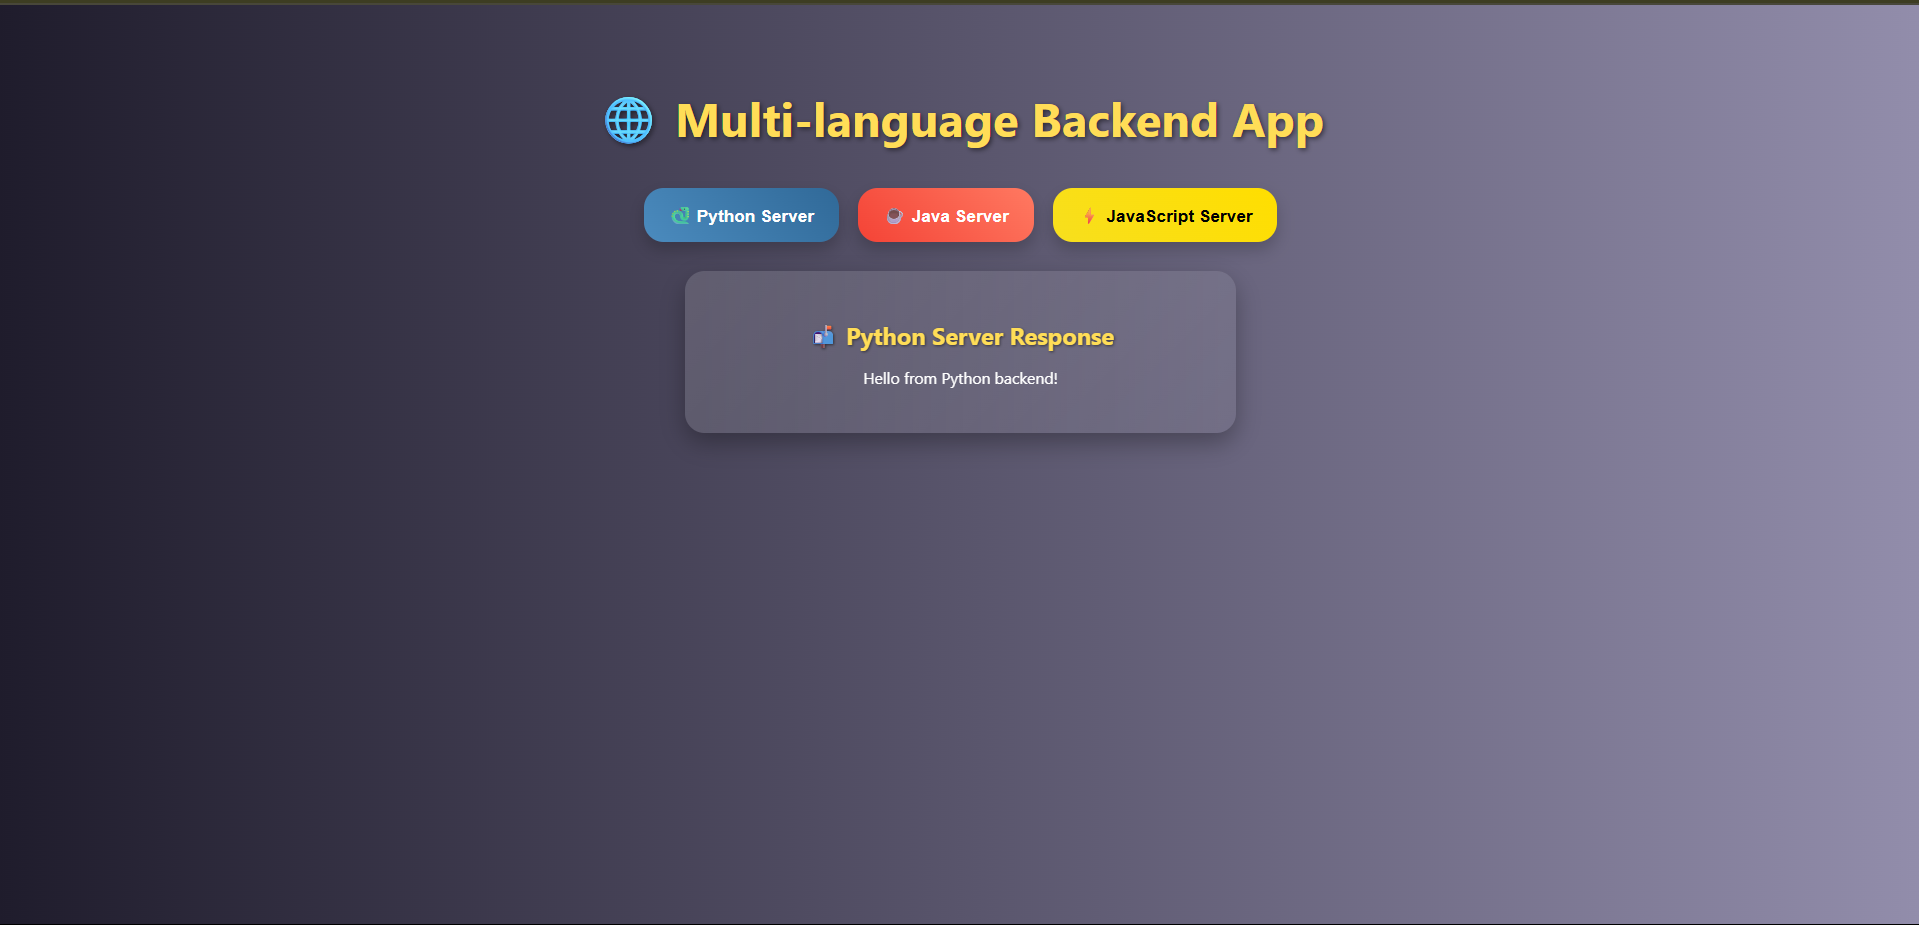 Multi-language Backend App
Python Server
Java Server
JavaScript Server
Python Server Response
Hello from Python backend!